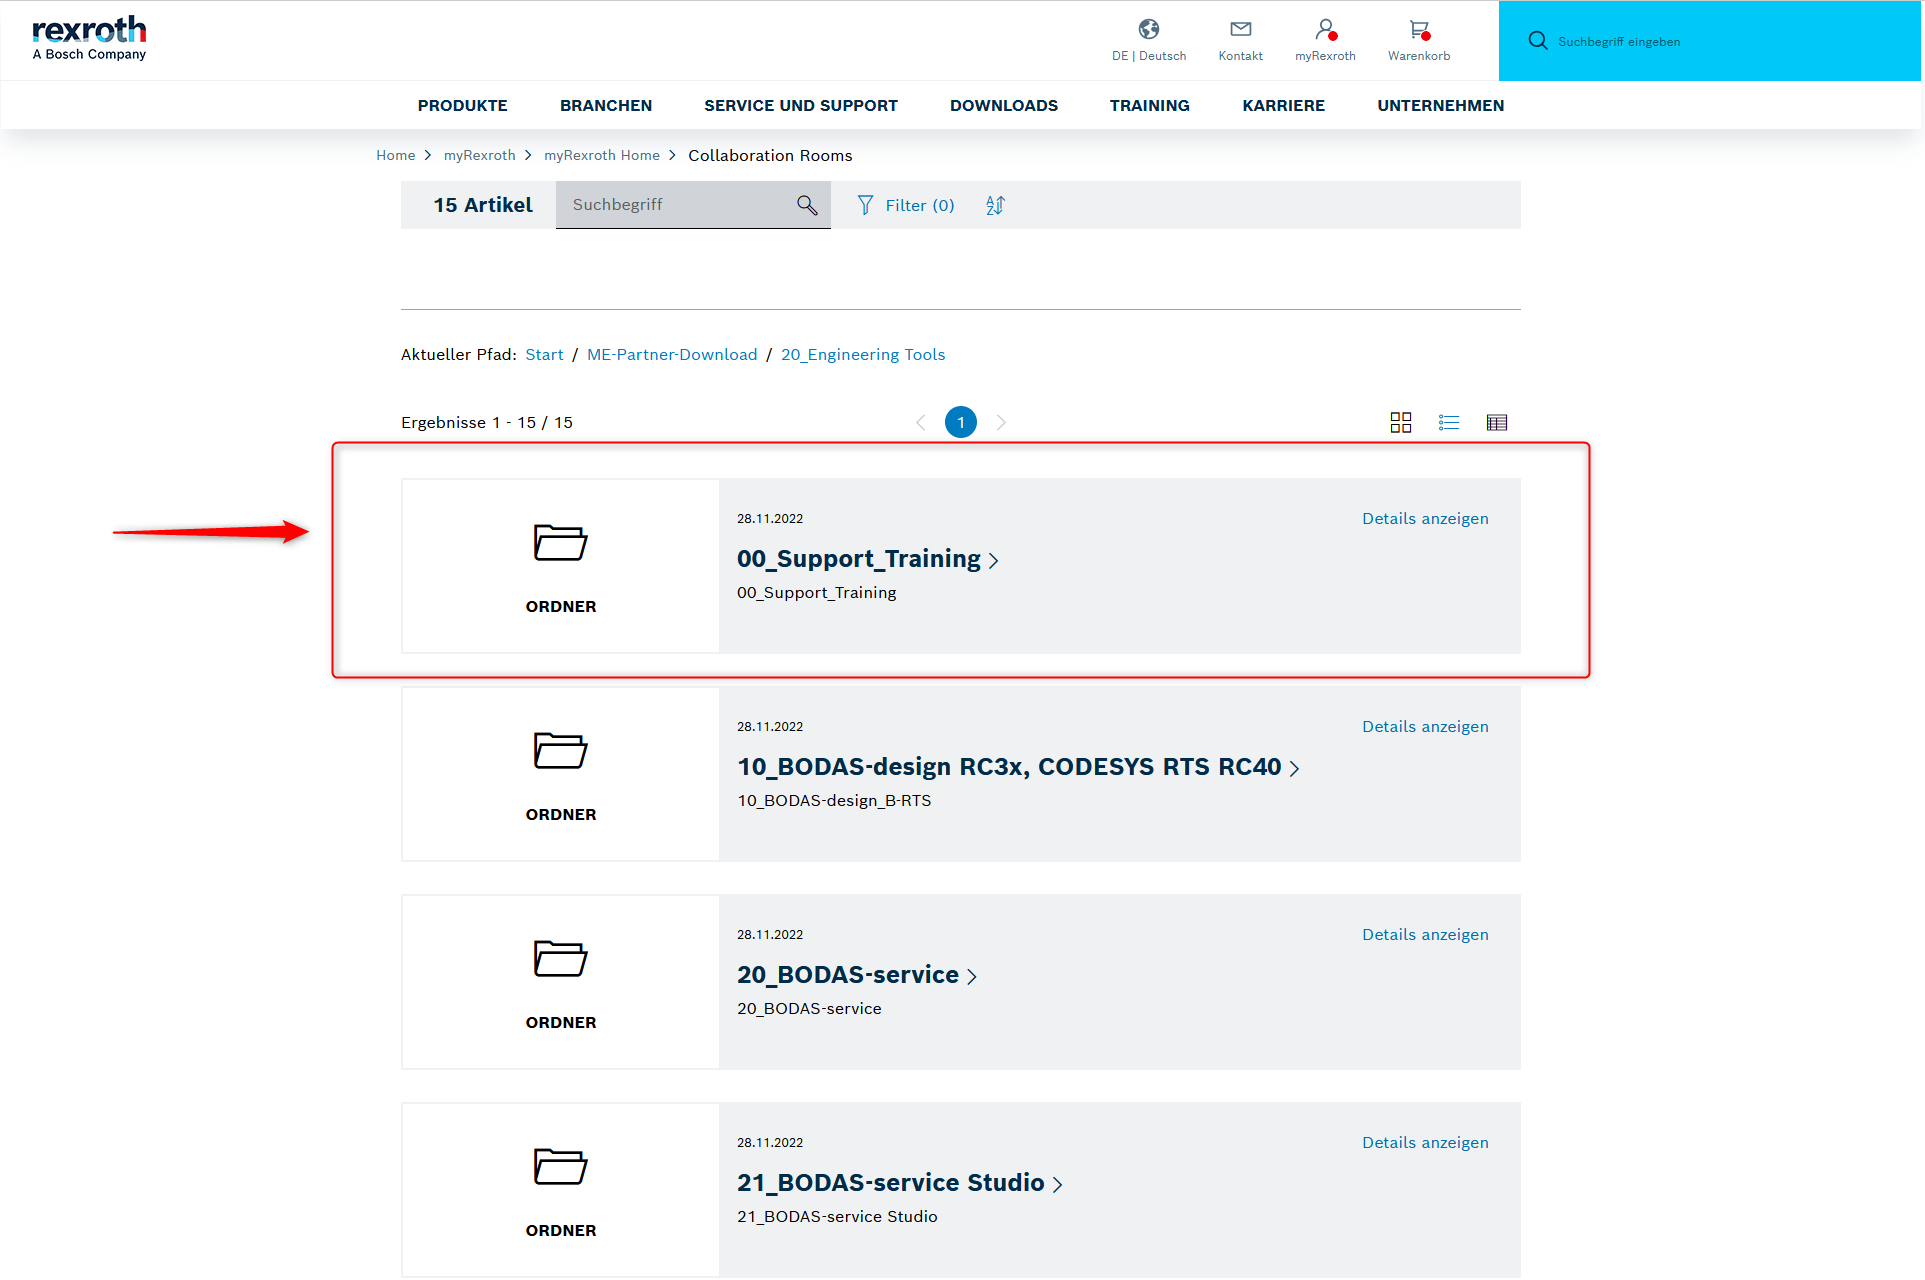 rexroth
A Bosch Company
DE | Deutsch
Kontakt
myRexroth
Warenkorb
Suchbegriff eingeben
PRODUKTE BRANCHEN SERVICE UND SUPPORT DOWNLOADS TRAINING KARRIERE UNTERNEHMEN
Home myRexroth myRexroth Home Collaboration Rooms
15 Artikel Suchbegriff Filter (0) A Z
Aktueller Pfad: Start / ME-Partner-Download / 20_Engineering Tools
Ergebnisse 1 - 15 / 15 1
28.11.2022 Details anzeigen
00_Support_Training
00_Support_Training
ORDNER
28.11.2022 Details anzeigen
10_BODAS-design RC3x, CODESYS RTS RC40
10_BODAS-design_B-RTS
ORDNER
28.11.2022 Details anzeigen
20_BODAS-service
20_BODAS-service
ORDNER
28.11.2022 Details anzeigen
21_BODAS-service Studio
21_BODAS-service Studio
ORDNER